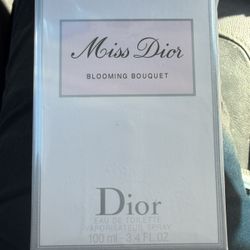 Miss Dior
BLOOMING BOUQUET
Dior
EAU DE TOILETTE
VAPORISATEUR SPRAY
100 ml - 3.4 FL. OZ